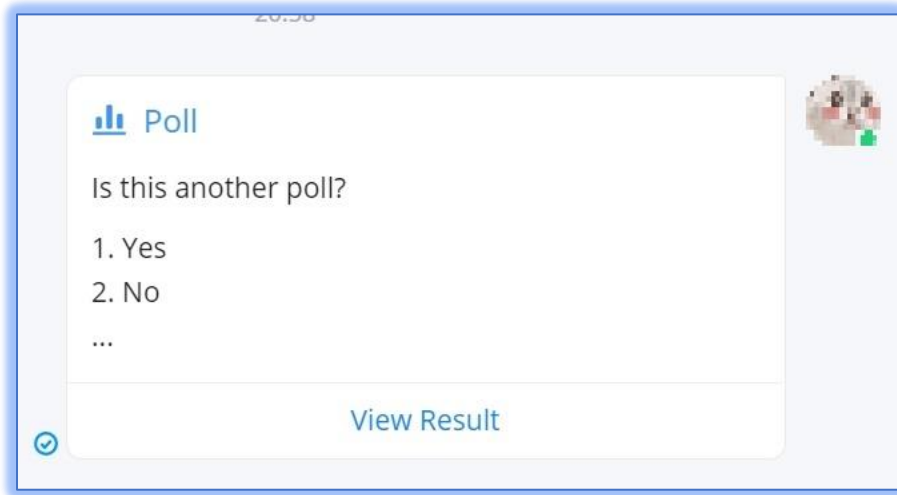 Poll
Is this another poll?
1. Yes
2. No
...
View Result